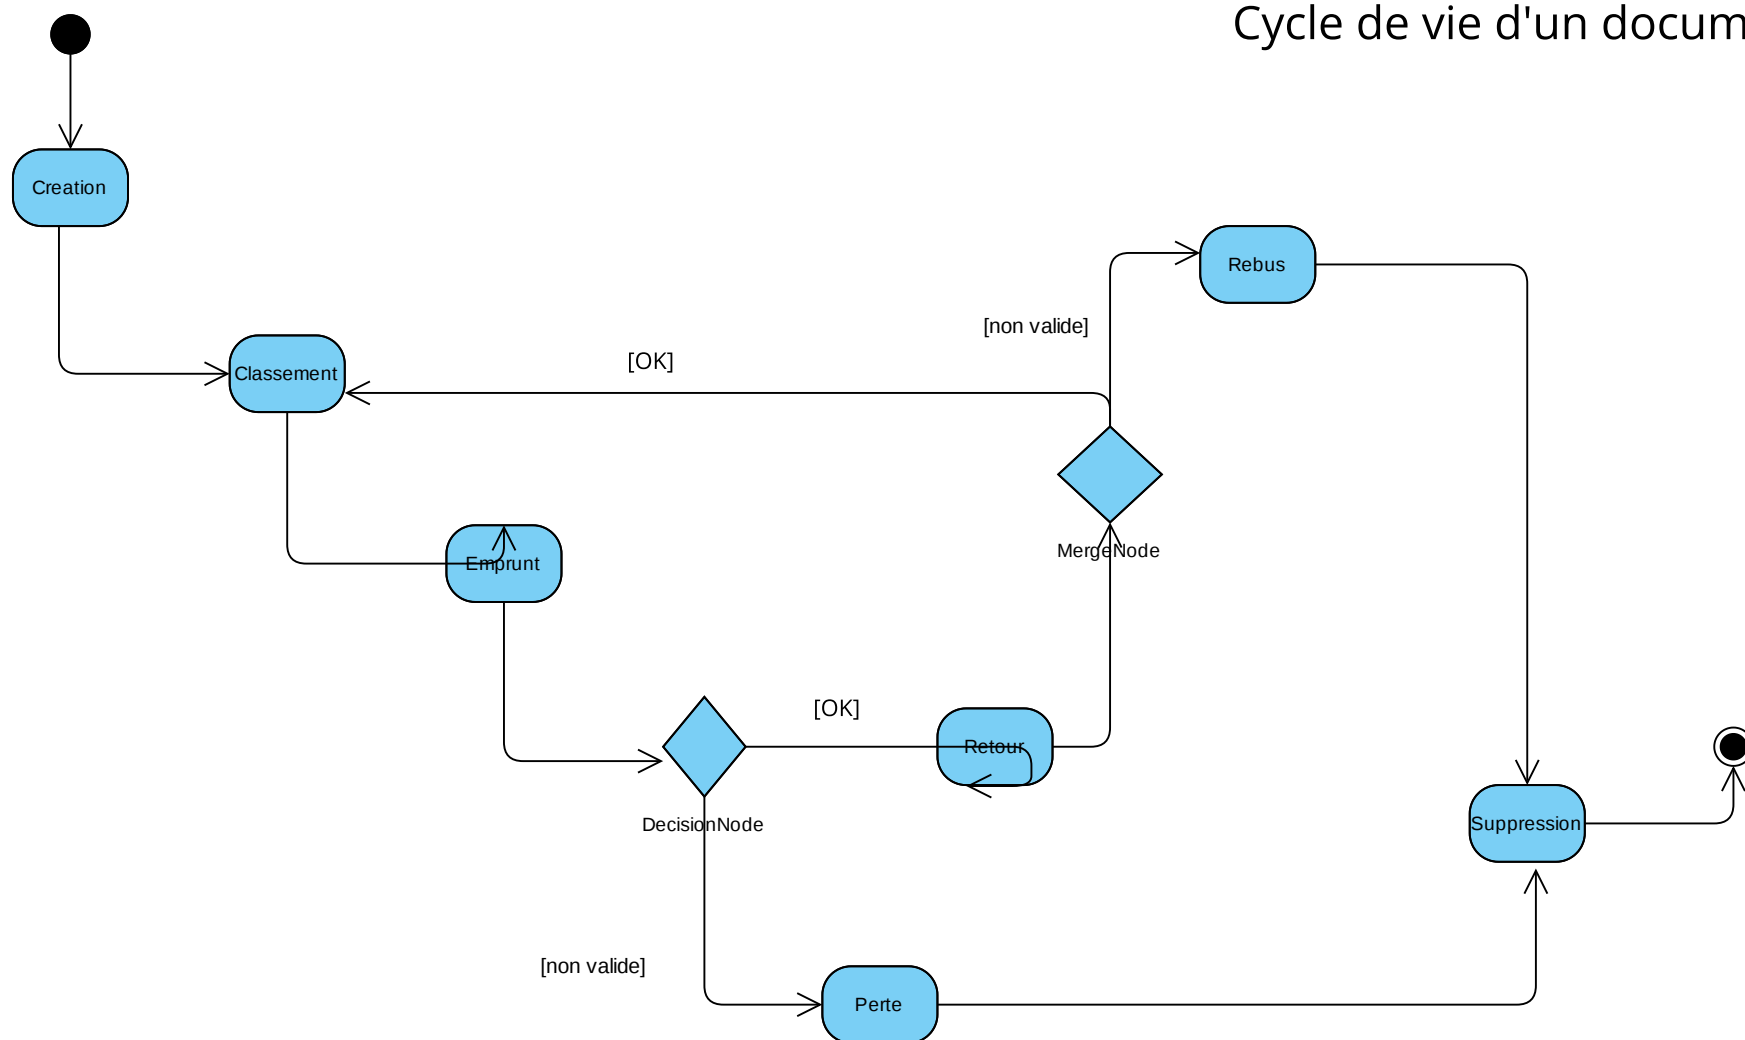 Cycle de vie d'un docum
Creation
Rebus
[non valide]
[OK]
Classement
MergeNode
Emprunt
[OK]
Retour
DecisionNode
Suppression
[non valide]
Perte